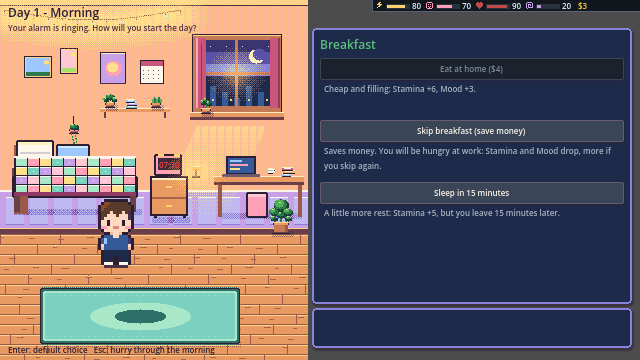 Day 1 - Morning
Your alarm is ringing. How will you start the day?
80 70 90 20 $3
Breakfast
Eat at home ($4)
Cheap and filling: Stamina +6, Mood +3.
Skip breakfast (save money)
Saves money. You will be hungry at work: Stamina and Mood drop, more if
you skip again.
Sleep in 15 minutes
A little more rest: Stamina +5, but you leave 15 minutes later.
07:30
Enter: default choice Esc: hurry through the morning